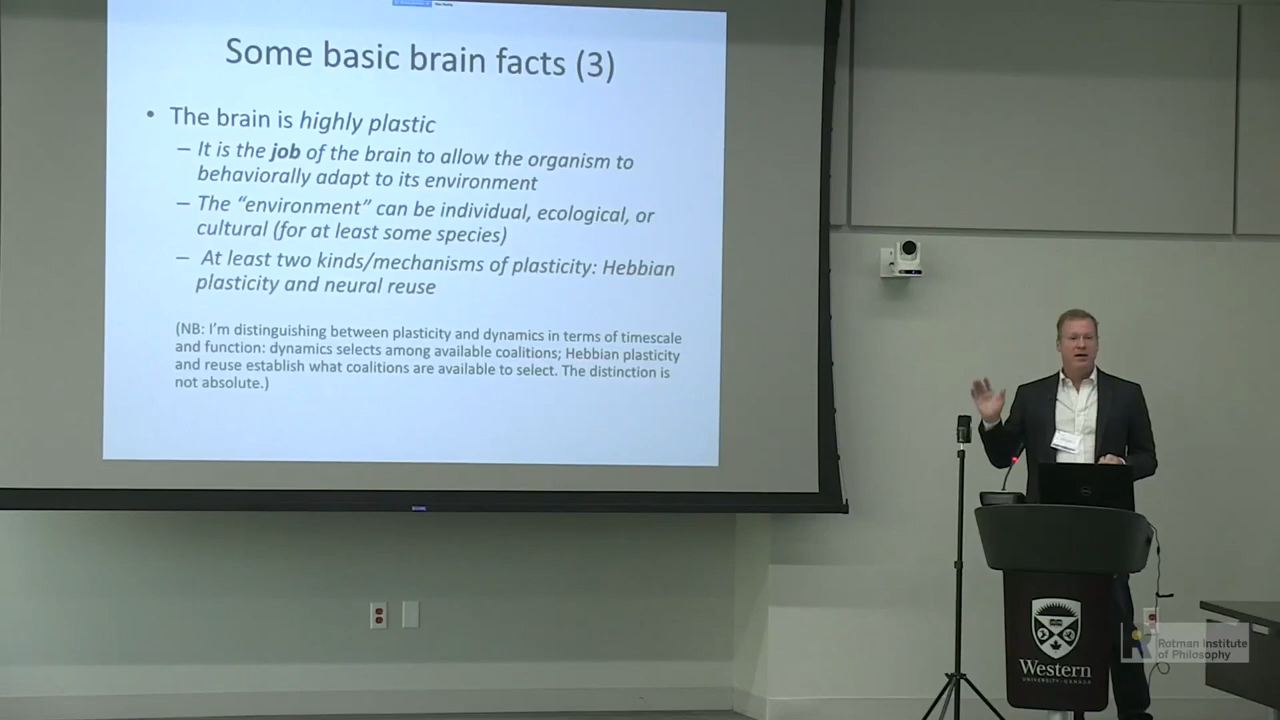 Some basic brain facts (3)
• The brain is highly plastic
– It is the job of the brain to allow the organism to
behaviorally adapt to its environment
– The “environment” can be individual, ecological, or
cultural (for at least some species)
– At least two kinds/mechanisms of plasticity: Hebbian
plasticity and neural reuse
(NB: I’m distinguishing between plasticity and dynamics in terms of timescale
and function: dynamics selects among available coalitions; Hebbian plasticity
and reuse establish what coalitions are available to select. The distinction is
not absolute.)
Western
UNIVERSITY · CANADA
Rotman Institute
of Philosophy